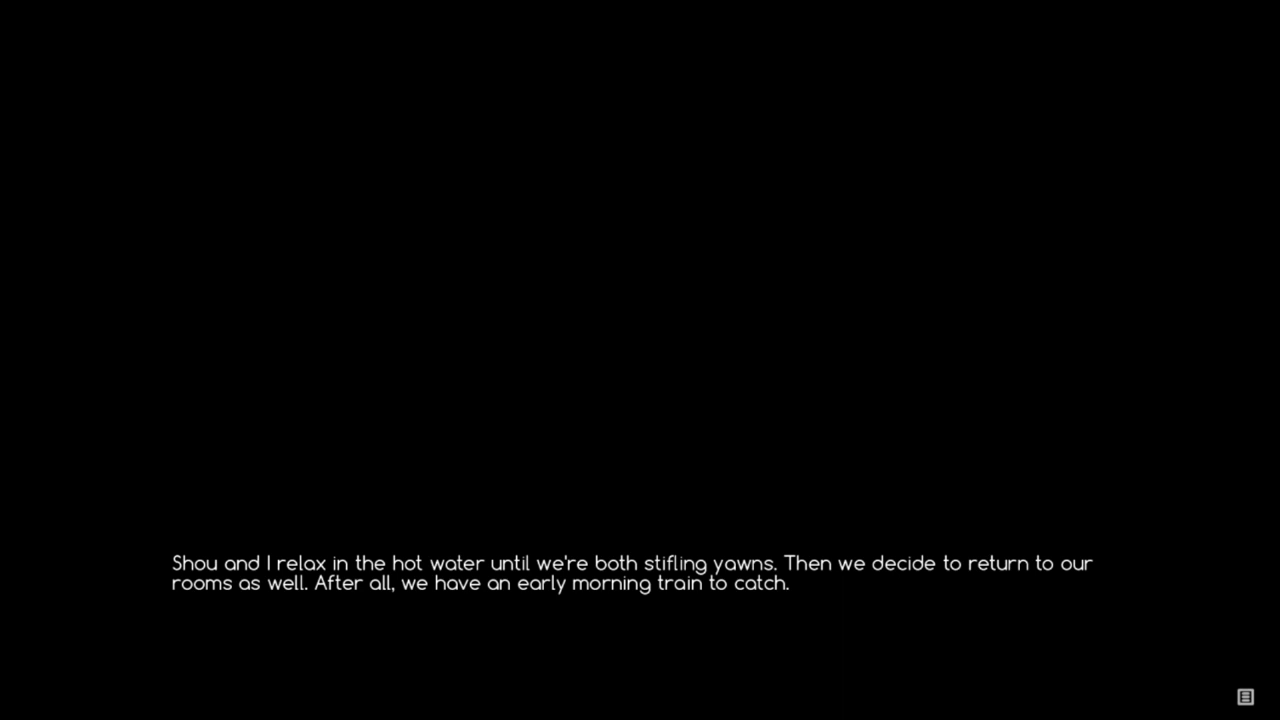 Shou and I relax in the hot water until we're both stifling yawns. Then we decide to return to our
rooms as well. After all, we have an early morning train to catch.